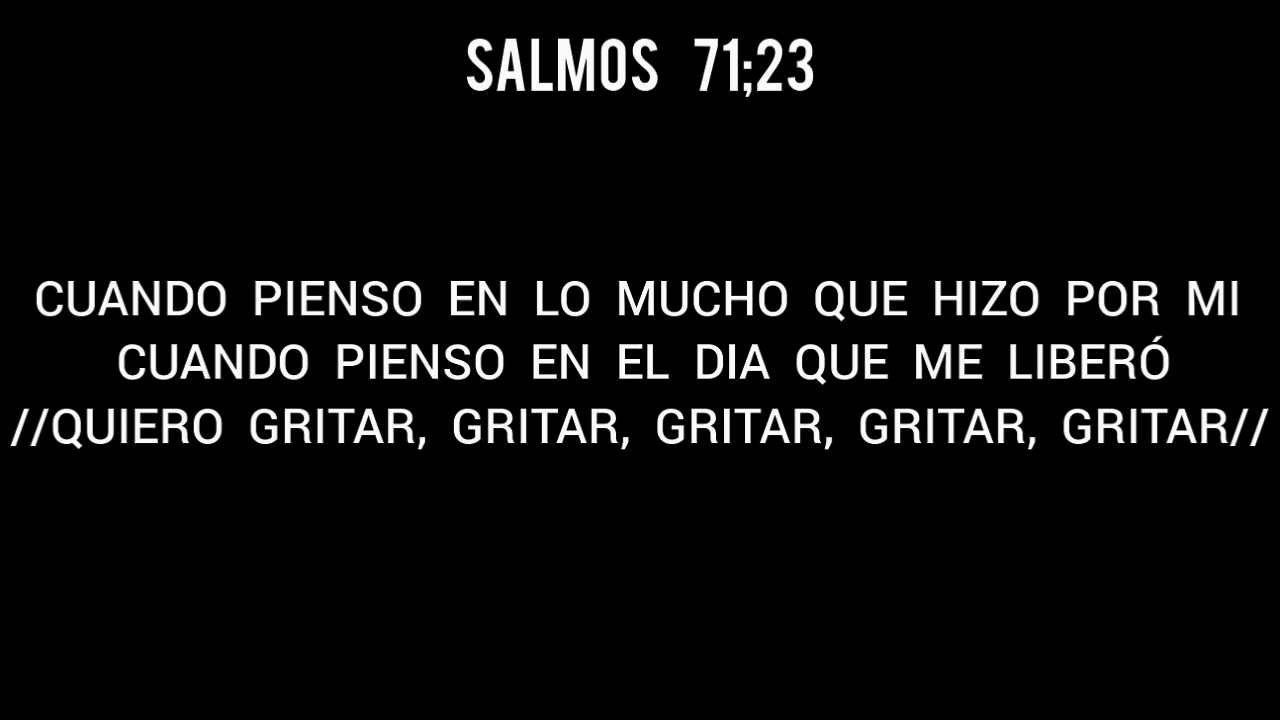 SALMOS 71;23
CUANDO PIENSO EN LO MUCHO QUE HIZO POR MI
CUANDO PIENSO EN EL DIA QUE ME LIBERÓ
//QUIERO GRITAR, GRITAR, GRITAR, GRITAR, GRITAR//